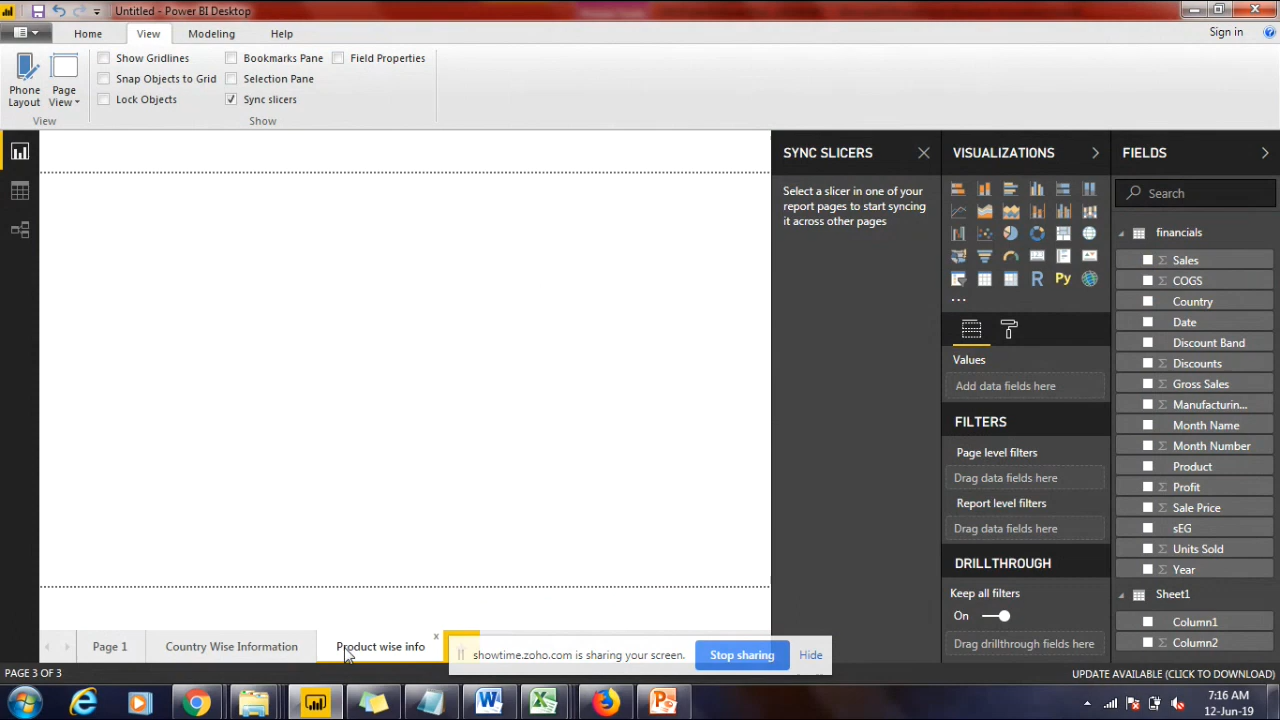 Untitled - Power BI Desktop
Home View Modeling Help
Sign in
Phone Layout
Page View
Show Gridlines
Snap Objects to Grid
Lock Objects
Bookmarks Pane
Selection Pane
Sync slicers
Field Properties
View
Show
SYNC SLICERS
Select a slicer in one of your
report pages to start syncing
it across other pages
VISUALIZATIONS
R Py
Values
Add data fields here
FILTERS
Page level filters
Drag data fields here
Report level filters
Drag data fields here
DRILLTHROUGH
Keep all filters
On
Drag drillthrough fields here
FIELDS
Search
financials
Sales
COGS
Country
Date
Discount Band
Discounts
Gross Sales
Manufacturin...
Month Name
Month Number
Product
Profit
Sale Price
sEG
Units Sold
Year
Sheet1
Column1
Column2
Page 1 Country Wise Information Product wise info
showtime.zoho.com is sharing your screen. Stop sharing Hide
PAGE 3 OF 3
UPDATE AVAILABLE (CLICK TO DOWNLOAD)
7:16 AM
12-Jun-19